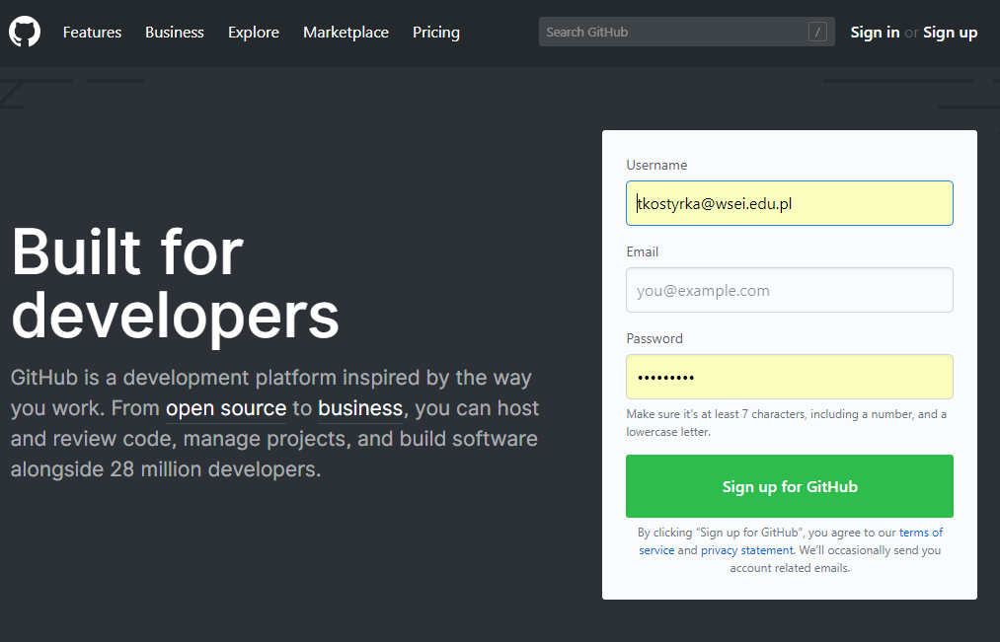 Features Business Explore Marketplace Pricing Search GitHub / Sign in or Sign up
Built for
developers
GitHub is a development platform inspired by the way
you work. From open source to business, you can host
and review code, manage projects, and build software
alongside 28 million developers.
Username
tkostyrka@wsei.edu.pl
Email
you@example.com
Password
•••••••••
Make sure it's at least 7 characters, including a number, and a
lowercase letter.
Sign up for GitHub
By clicking “Sign up for GitHub”, you agree to our terms of
service and privacy statement. We’ll occasionally send you
account related emails.